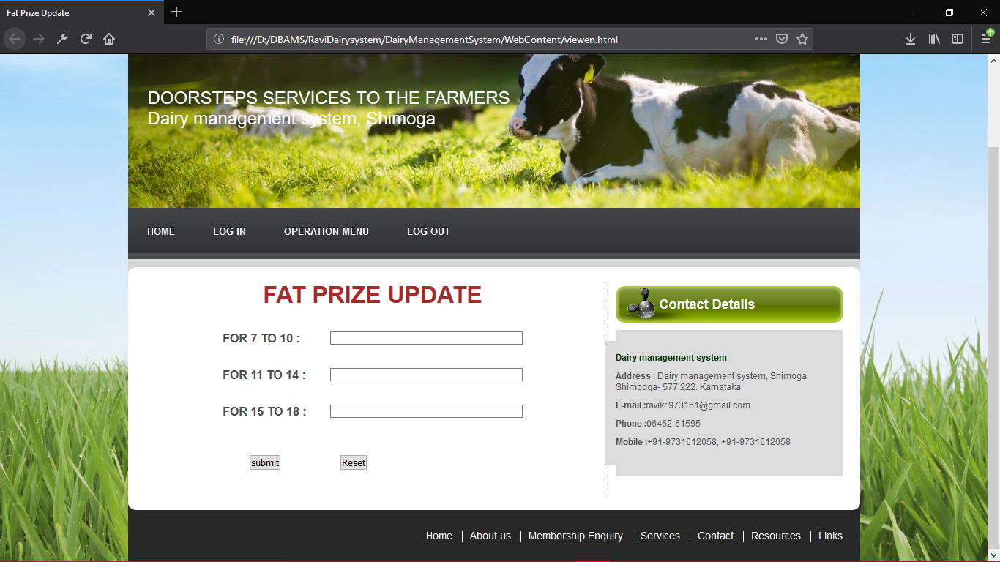 Fat Prize Update
file:///D:/DBAMS/RaviDairysystem/DairyManagementSystem/WebContent/viewen.html
DOORSTEPS SERVICES TO THE FARMERS
Dairy management system, Shimoga
HOME LOG IN OPERATION MENU LOG OUT
FAT PRIZE UPDATE
FOR 7 TO 10 :
FOR 11 TO 14 :
FOR 15 TO 18 :
submit Reset
Contact Details
Dairy management system
Address : Dairy management system, Shimoga
Shimogga- 577 222. Karnataka
E-mail :ravikr.973161@gmail.com
Phone :06452-61595
Mobile :+91-9731612058, +91-9731612058
Home | About us | Membership Enquiry | Services | Contact | Resources | Links